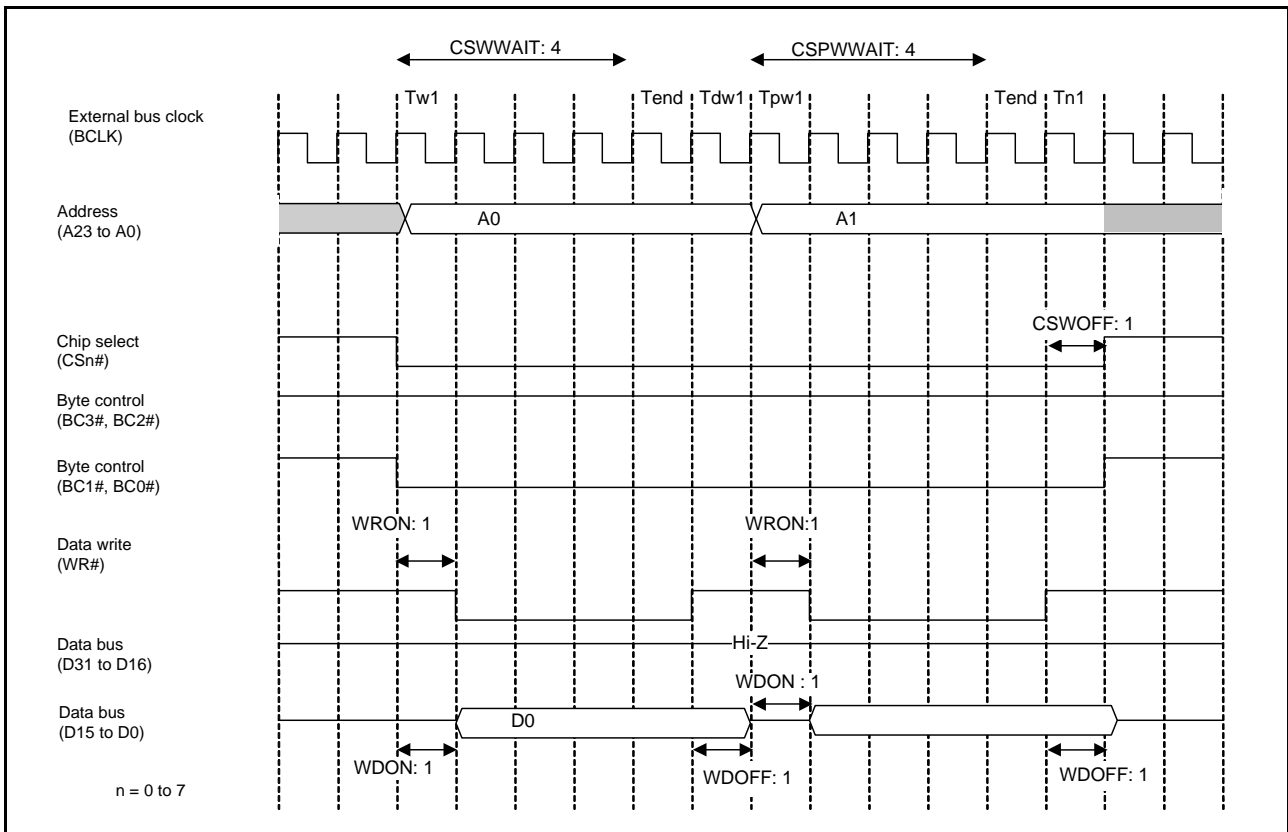 CSWWAIT: 4
CSPWWAIT: 4
Tw1
Tend
Tdw1
Tpw1
Tend
Tn1
External bus clock
(BCLK)
Address
(A23 to A0)
A0
A1
CSWOFF: 1
Chip select
(CSn#)
Byte control
(BC3#, BC2#)
Byte control
(BC1#, BC0#)
WRON: 1
WRON:1
Data write
(WR#)
Data bus
(D31 to D16)
Hi-Z
WDON : 1
Data bus
(D15 to D0)
D0
WDON: 1
WDOFF: 1
WDOFF: 1
n = 0 to 7